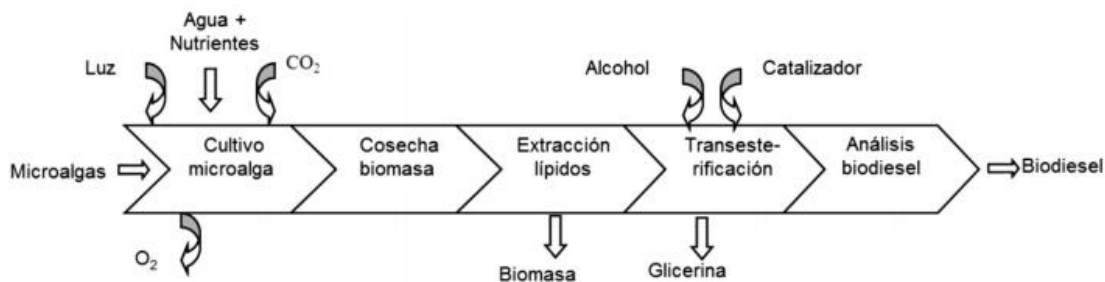 Agua +
Nutrientes
Luz
CO2
Alcohol
Catalizador
Microalgas
Cultivo
microalga
Cosecha
biomasa
Extracción
lípidos
Transeste-
rificación
Análisis
biodiesel
Biodiesel
O2
Biomasa
Glicerina